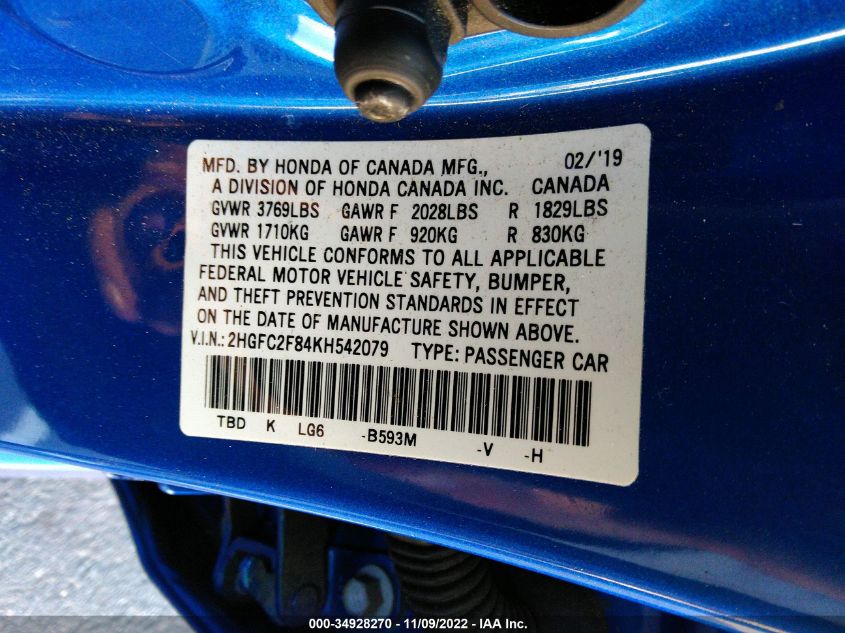 MFD. BY HONDA OF CANADA MFG., 02/'19
A DIVISION OF HONDA CANADA INC. CANADA
GVWR 3769LBS GAWR F 2028LBS R 1829LBS
GVWR 1710KG GAWR F 920KG R 830KG
THIS VEHICLE CONFORMS TO ALL APPLICABLE
FEDERAL MOTOR VEHICLE SAFETY, BUMPER,
AND THEFT PREVENTION STANDARDS IN EFFECT
ON THE DATE OF MANUFACTURE SHOWN ABOVE.
V.I.N.: 2HGFC2F84KH542079 TYPE: PASSENGER CAR
TBD K LG6 -B593M -V -H
000-34928270 - 11/09/2022 - IAA Inc.